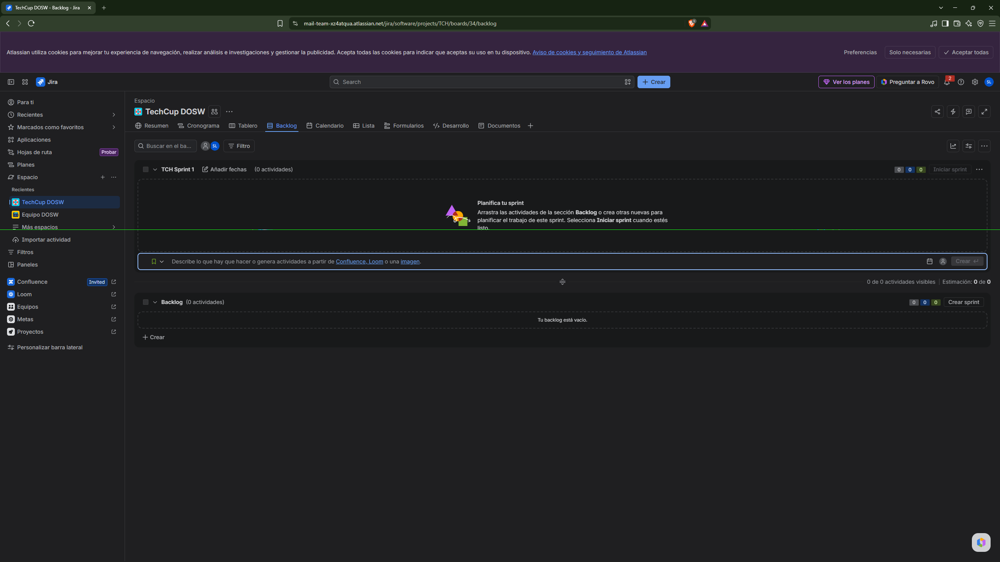 TechCup DOSW - Backlog - Jira
mail-team-xz4atqua.atlassian.net/jira/software/projects/TCH/boards/34/backlog
1
Atlassian utiliza cookies para mejorar tu experiencia de navegación, realizar análisis e investigaciones y gestionar la publicidad. Acepta todas las cookies para indicar que aceptas su uso en tu dispositivo. Aviso de cookies y seguimiento de Atlassian
Preferencias
Solo necesarias
Aceptar todas
Jira
Search
Crear
Ver los planes
Preguntar a Rovo
2
SL
Para ti
Recientes
Marcados como favoritos
Aplicaciones
Hojas de ruta
Probar
Planes
Espacio
Recientes
TechCup DOSW
Equipo DOSW
Más espacios
Importar actividad
Filtros
Paneles
Confluence
Invited
Loom
Equipos
Metas
Proyectos
Personalizar barra lateral
Espacio
TechCup DOSW
Resumen
Cronograma
Tablero
Backlog
Calendario
Lista
Formularios
Desarrollo
Documentos
Buscar en el ba...
SL
Filtro
TCH Sprint 1
Añadir fechas
(0 actividades)
0 0 0
Iniciar sprint
Planifica tu sprint
Arrastra las actividades de la sección Backlog o crea otras nuevas para
planificar el trabajo de este sprint. Selecciona Iniciar sprint cuando estés
listo.
Describe lo que hay que hacer o genera actividades a partir de Confluence, Loom o una imagen.
Crear
0 de 0 actividades visibles
Estimación: 0 de 0
Backlog (0 actividades)
0 0 0
Crear sprint
Tu backlog está vacío.
Crear